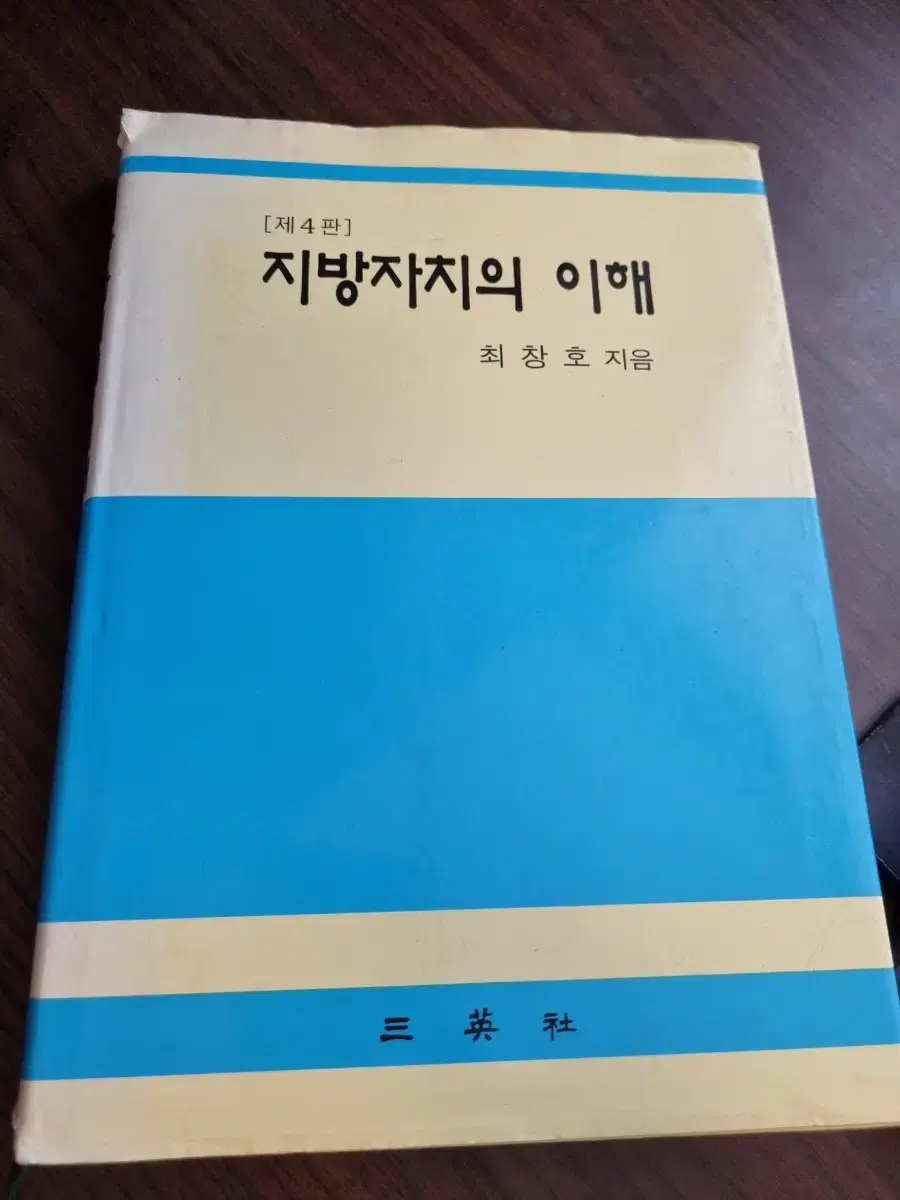 [제4판]
지방자치의 이해
최창호 지음
三英社